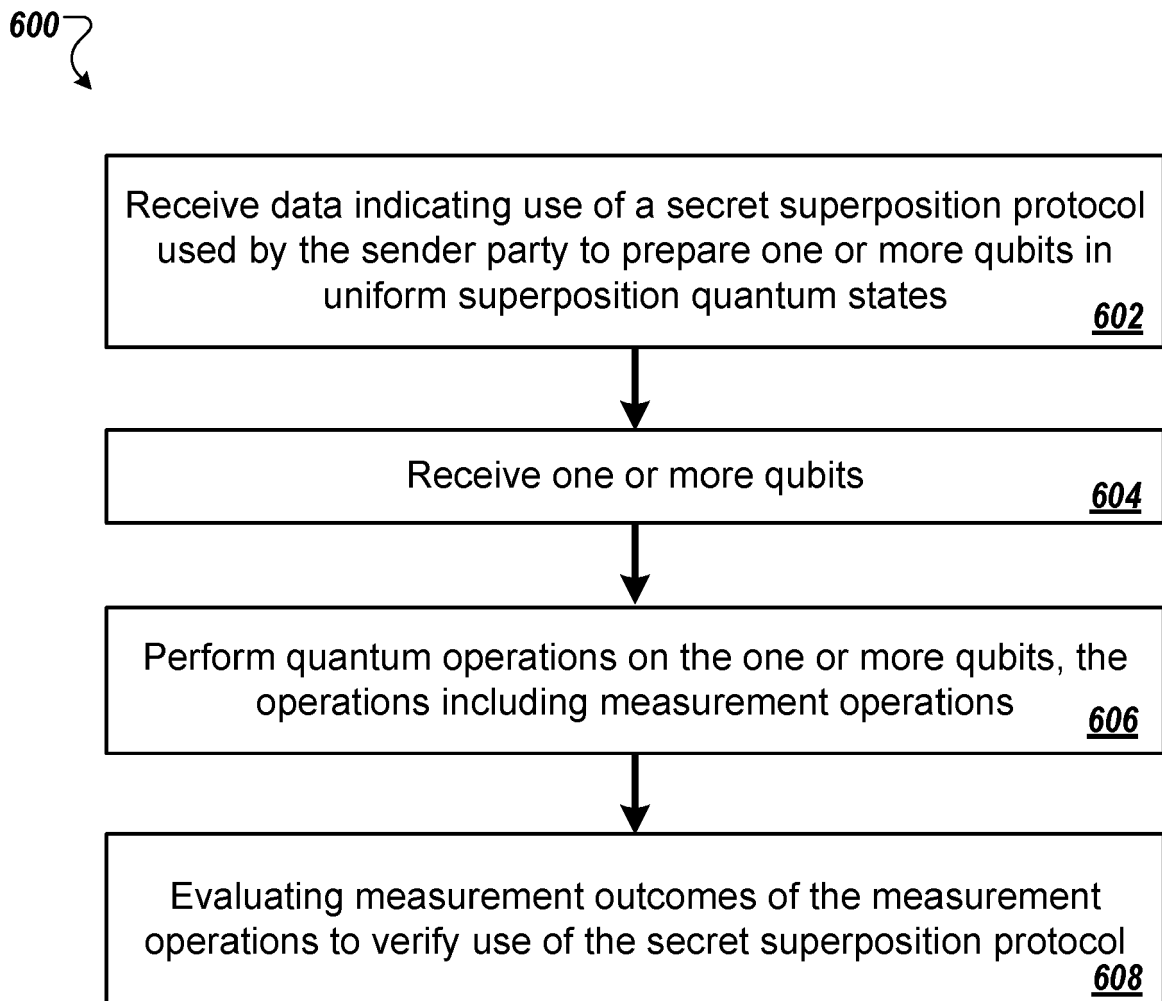 600
Receive data indicating use of a secret superposition protocol
used by the sender party to prepare one or more qubits in
uniform superposition quantum states
602
Receive one or more qubits
604
Perform quantum operations on the one or more qubits, the
operations including measurement operations
606
Evaluating measurement outcomes of the measurement
operations to verify use of the secret superposition protocol
608